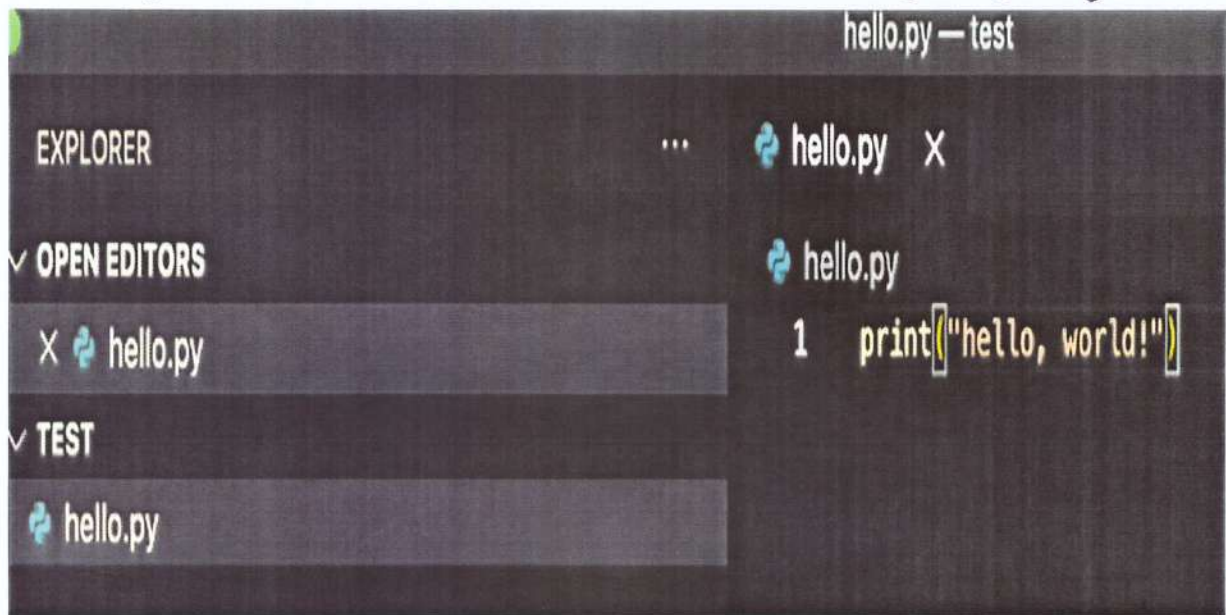 hello.py — test
EXPLORER ...
OPEN EDITORS
X hello.py
TEST
hello.py
hello.py X
hello.py
1 print("hello, world!")